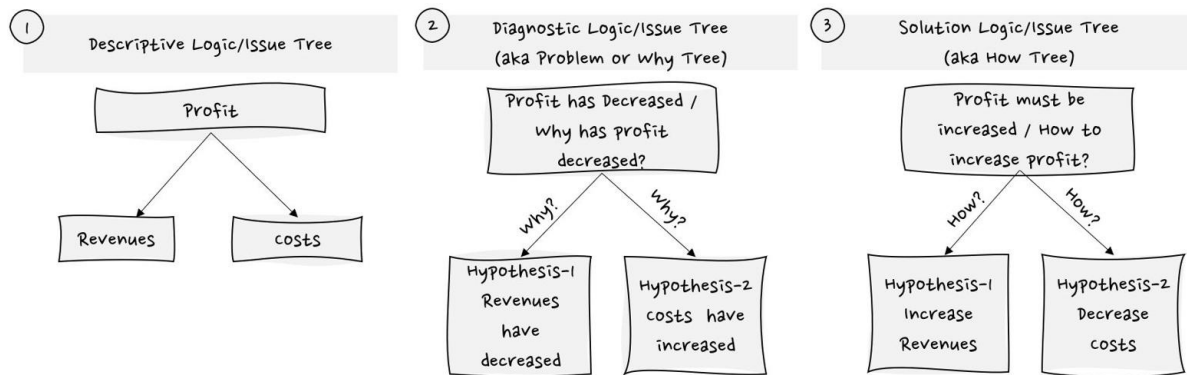 1
Descriptive Logic/Issue Tree
Profit
Revenues
Costs
2
Diagnostic Logic/Issue Tree
(aka Problem or Why Tree)
Profit has Decreased /
Why has profit
decreased?
Why?
Why?
Hypothesis-1
Revenues
have
decreased
Hypothesis-2
Costs have
increased
3
Solution Logic/Issue Tree
(aka How Tree)
Profit must be
increased / How to
increase profit?
How?
How?
Hypothesis-1
Increase
Revenues
Hypothesis-2
Decrease
Costs